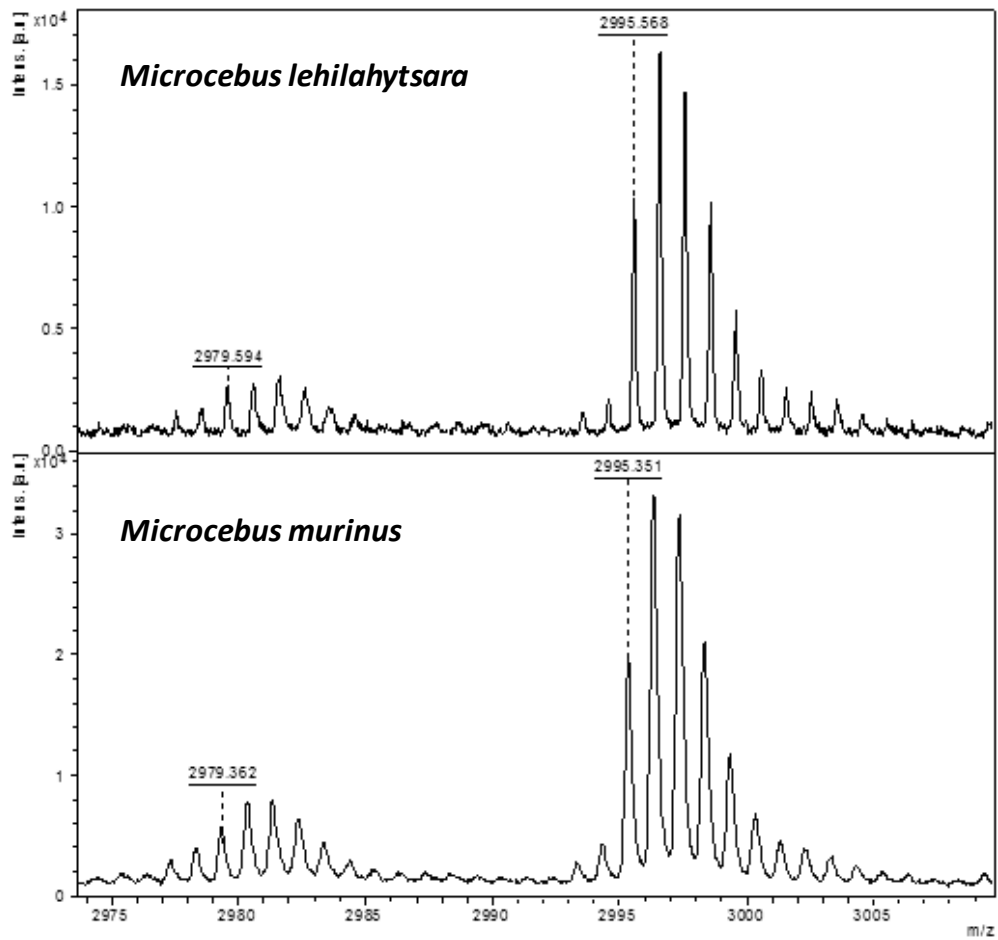 x10⁴
Intens. [a.u.]
2995.568
Microcebus lehilahytsara
1.5
1.0
0.5
2979.594
0.0
x10⁴
Intens. [a.u.]
2995.351
Microcebus murinus
3
2
1
2979.362
0
2975 2980 2985 2990 2995 3000 3005
m/z